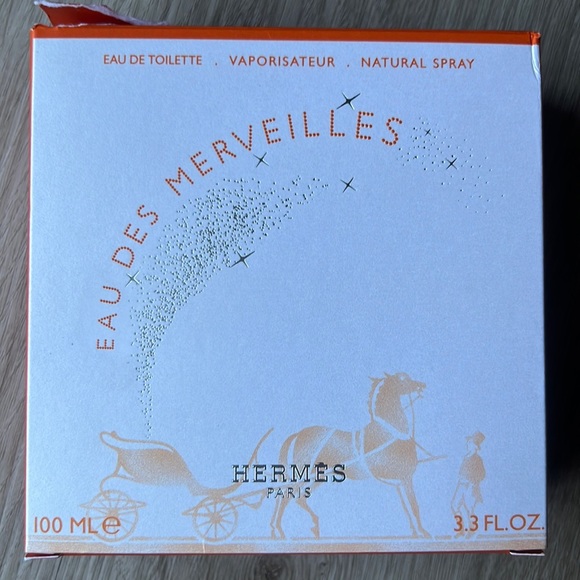 EAU DE TOILETTE . VAPORISATEUR . NATURAL SPRAY
EAU DES MERVEILLES
HERMÈS
PARIS
100 ML℮
3.3 FL.OZ.